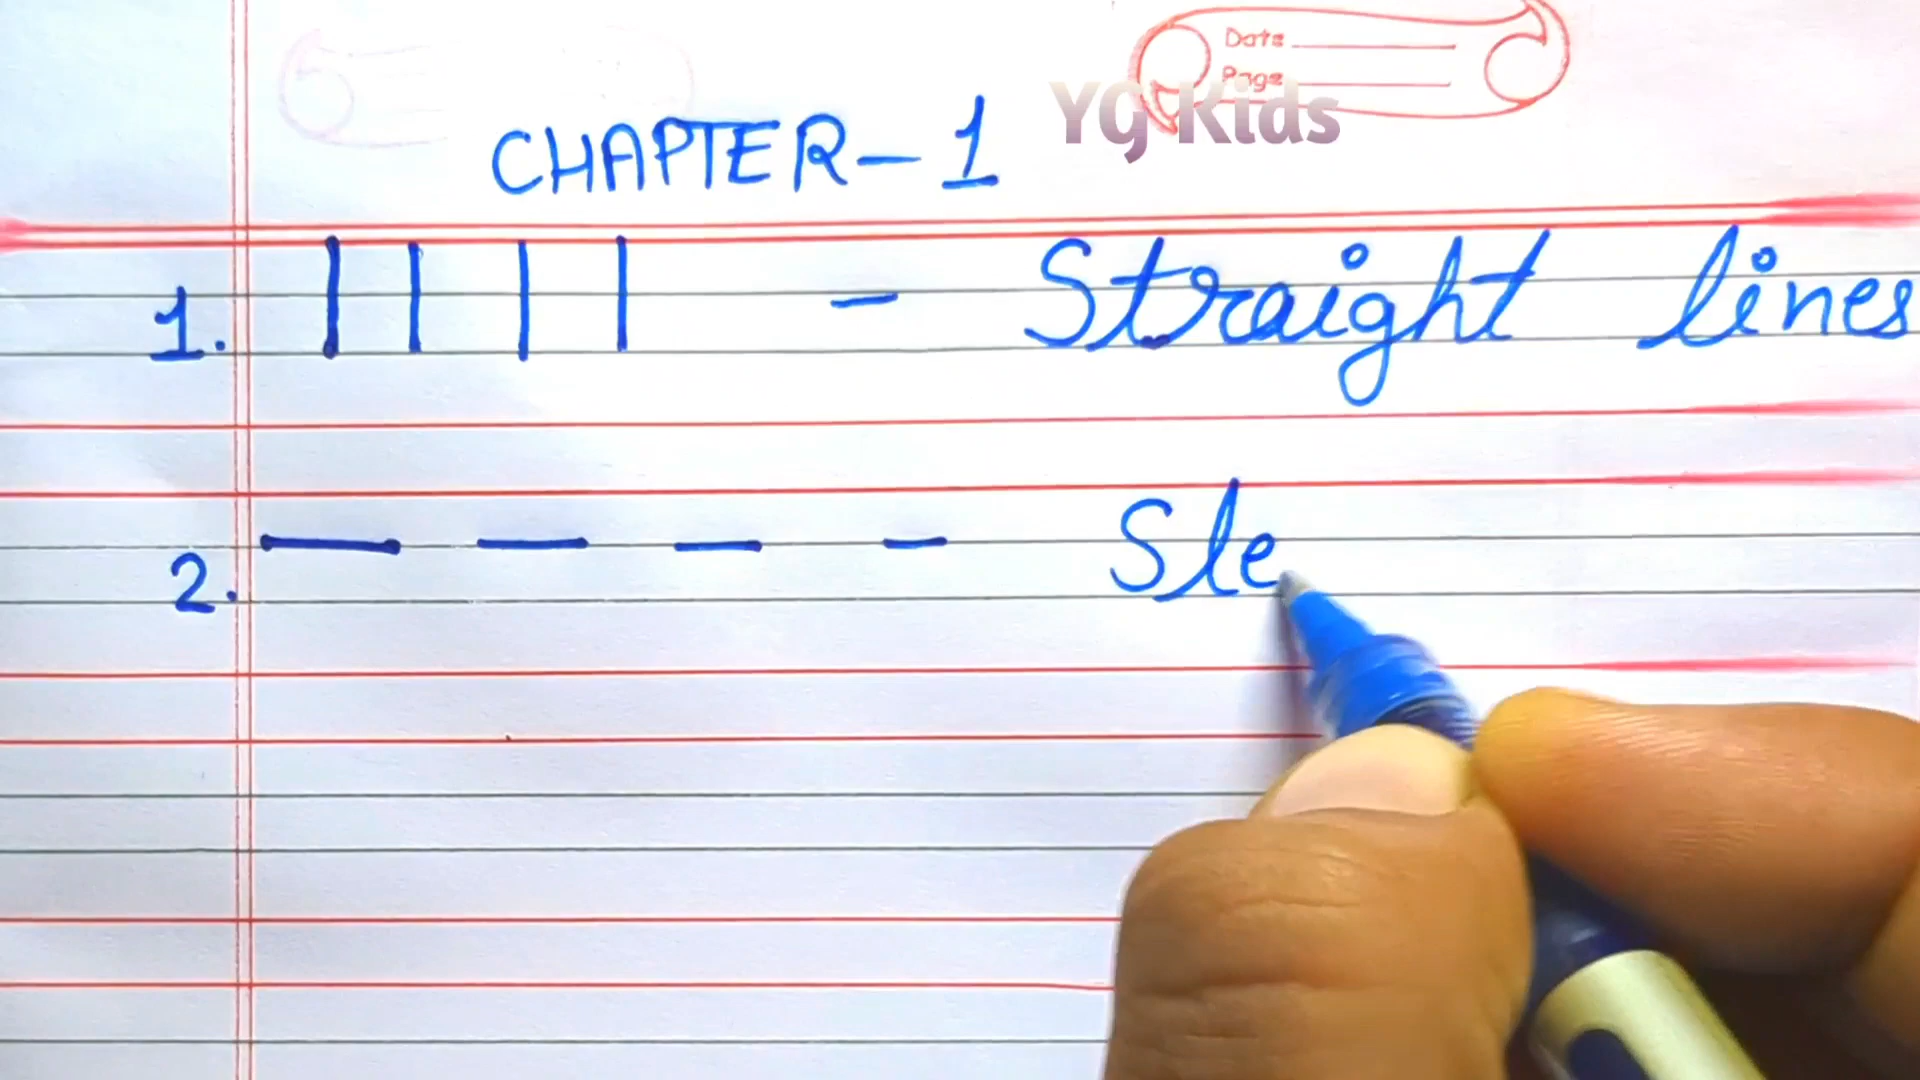 Date
Page
YG Kids
CHAPTER-1
1. | | | | - Straight lines
2. — — — — Sle